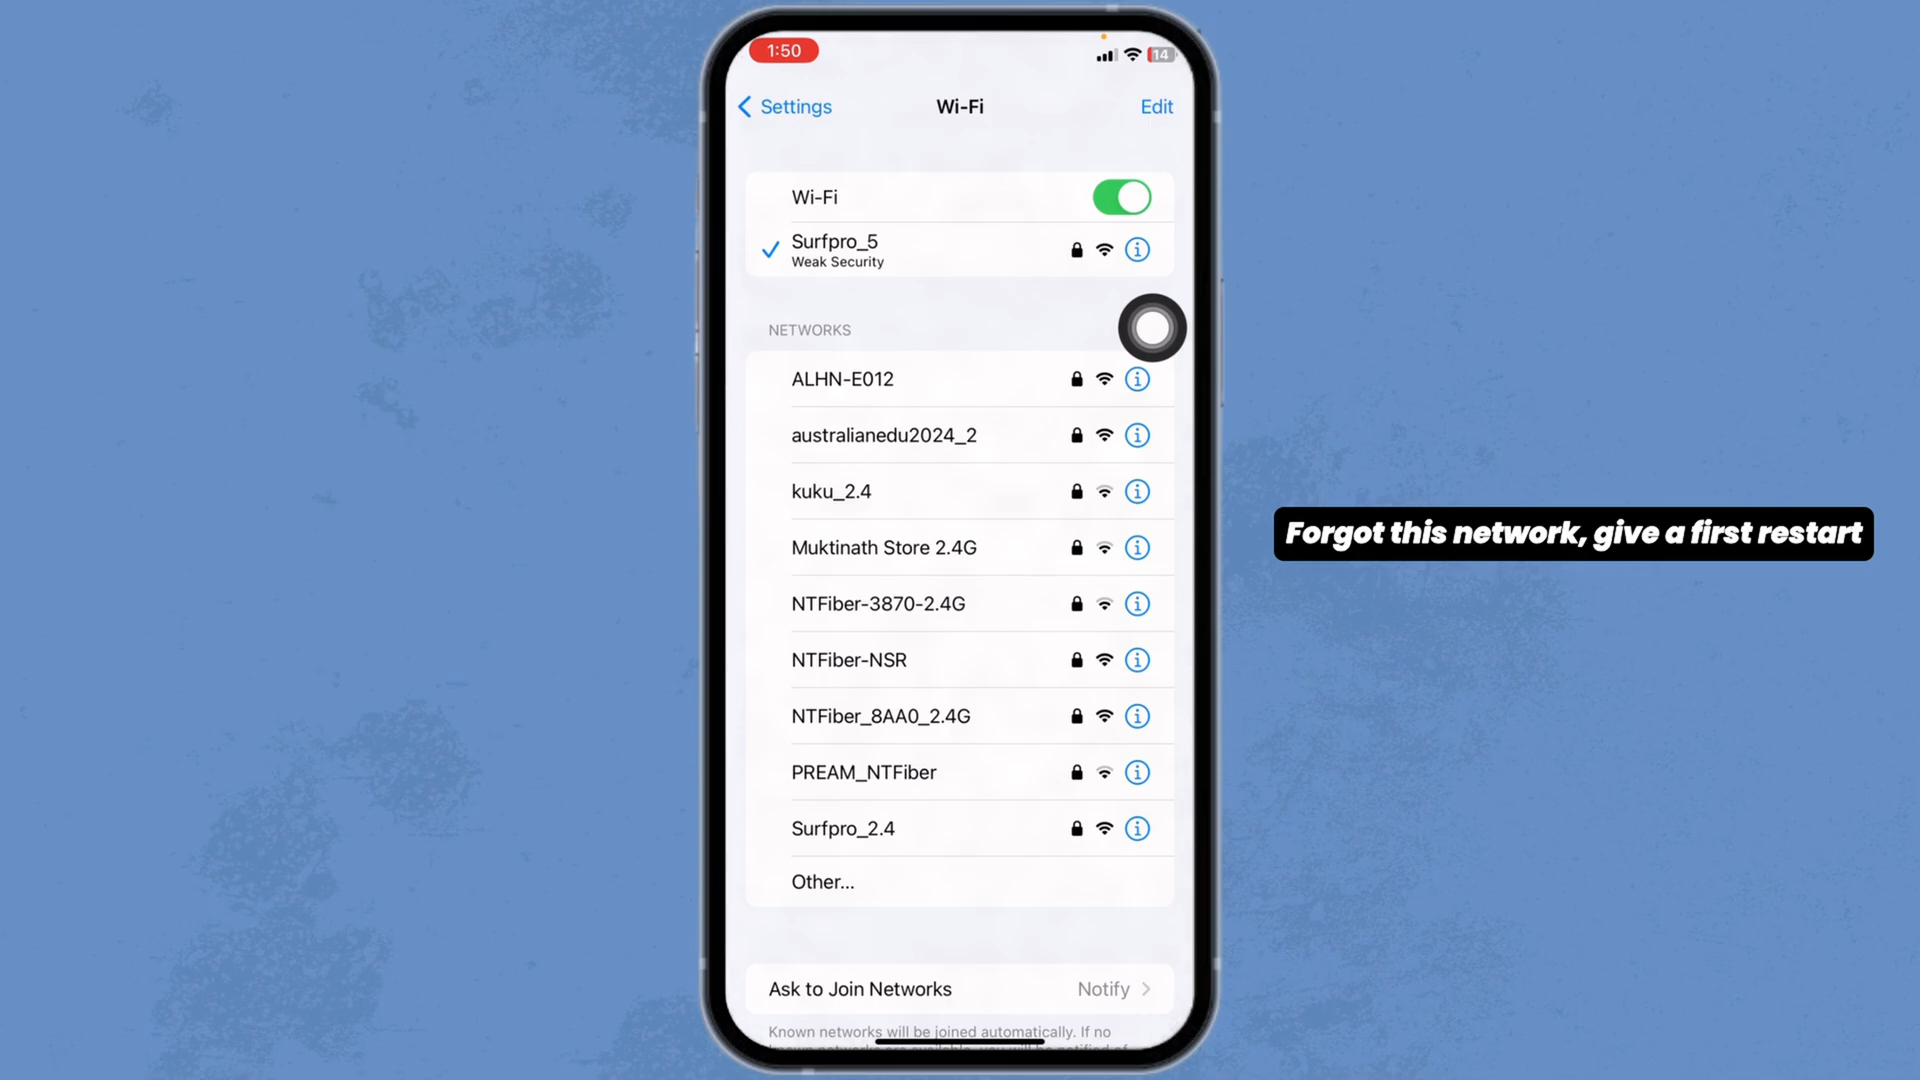 1:50
14
Settings
Wi-Fi
Edit
Wi-Fi
Surfpro_5
Weak Security
NETWORKS
ALHN-E012
australianedu2024_2
kuku_2.4
Muktinath Store 2.4G
NTFiber-3870-2.4G
NTFiber-NSR
NTFiber_8AA0_2.4G
PREAM_NTFiber
Surfpro_2.4
Other...
Ask to Join Networks
Notify
Known networks will be joined automatically. If no
Forgot this network, give a first restart